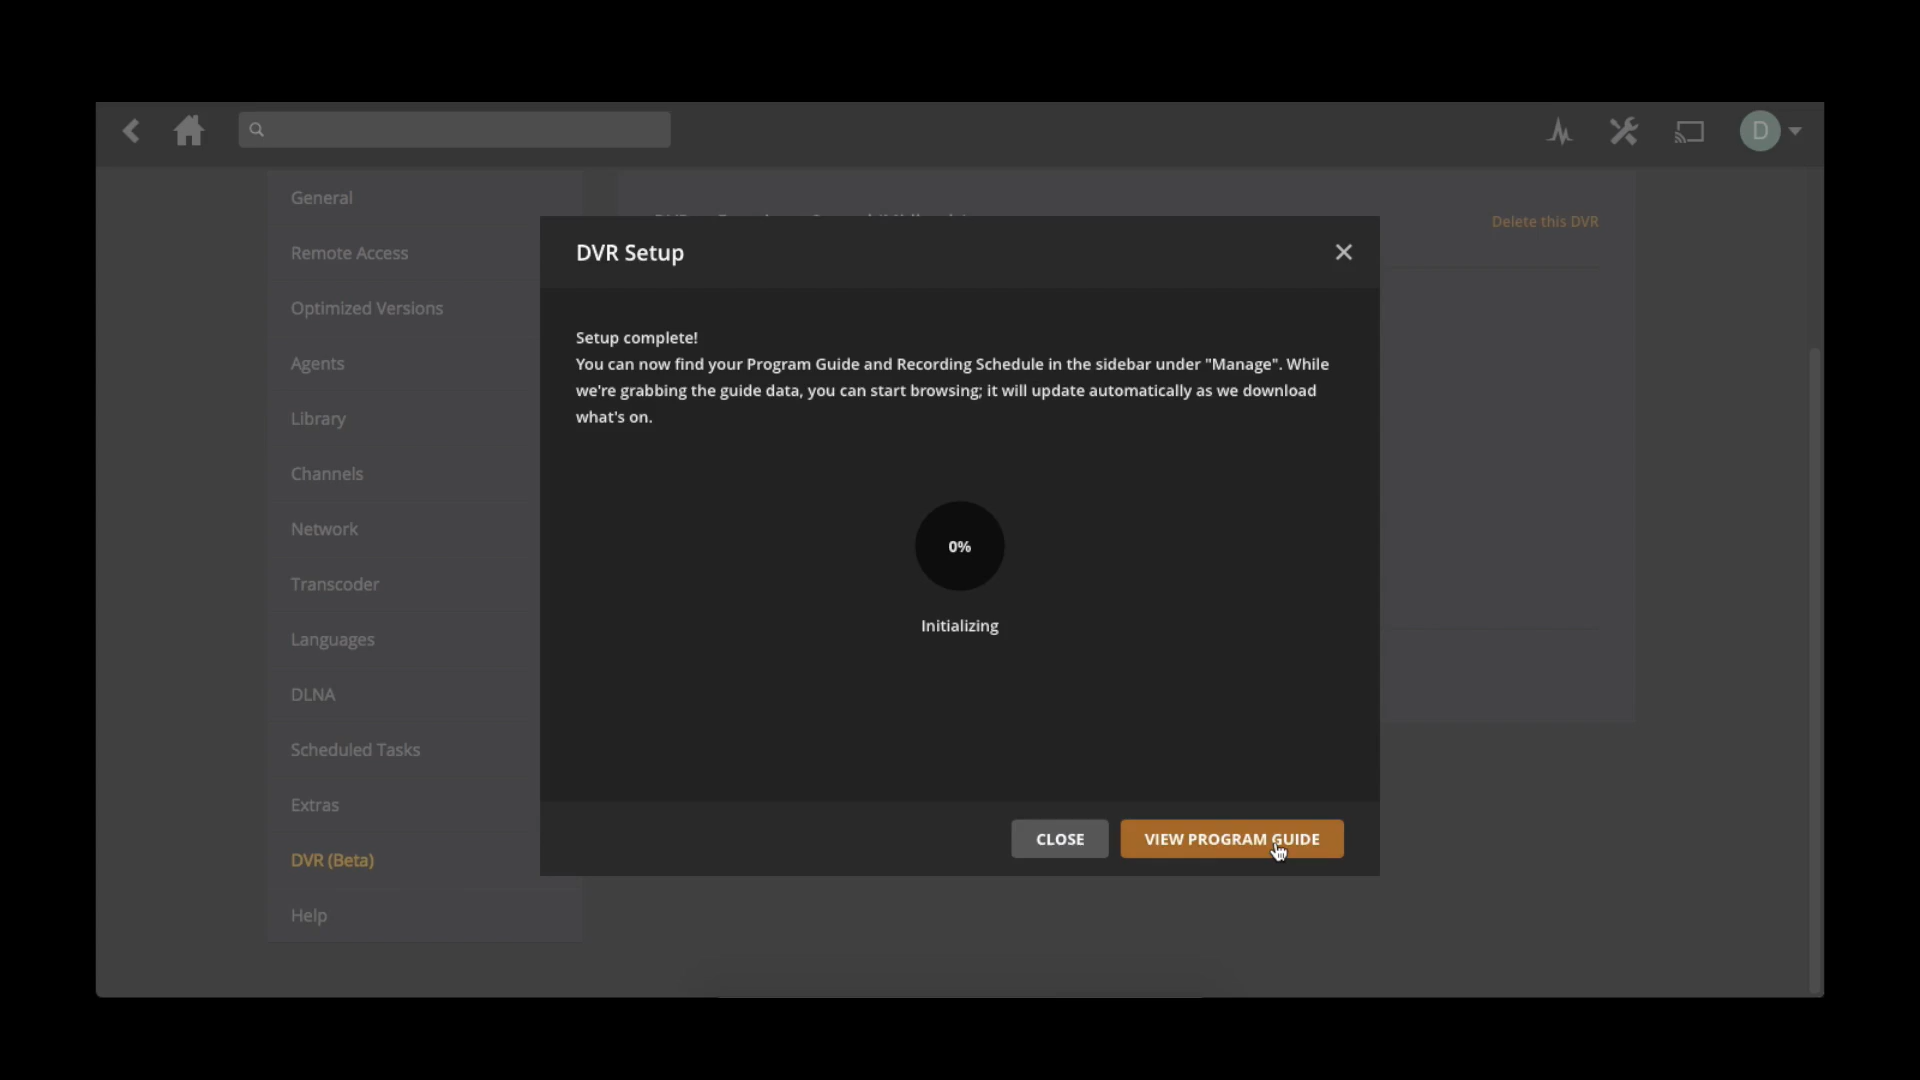 D
General
Remote Access
Optimized Versions
Agents
Library
Channels
Network
Transcoder
Languages
DLNA
Scheduled Tasks
Extras
DVR (Beta)
Help
Delete this DVR
DVR Setup
Setup complete!
You can now find your Program Guide and Recording Schedule in the sidebar under "Manage". While
we're grabbing the guide data, you can start browsing; it will update automatically as we download
what's on.
0%
Initializing
CLOSE
VIEW PROGRAM GUIDE